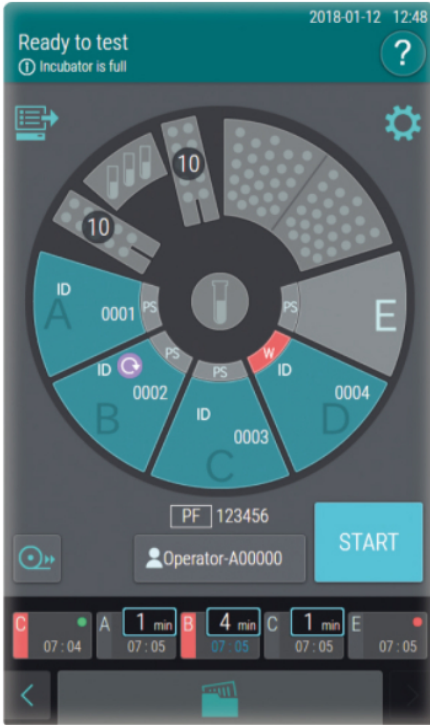 2018-01-12 12:48
Ready to test
?
Incubator is full
10
10
ID
A
0001
PS
PS
E
ID
0002
PS
B
ID
0003
PS
C
W
ID
0004
D
PF 123456
Operator-A00000
START
C
07:04
A
1 min
07:05
B
4 min
07:05
C
1 min
07:05
E
07:05